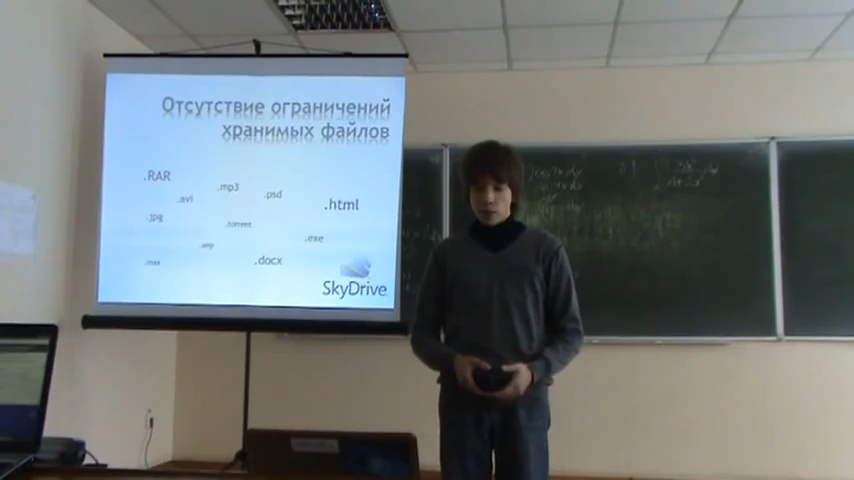 Отсутствие ограничений
хранимых файлов
.RAR
.mp3
.avi
.psd
.html
.jpg
.torrent
.exe
.docx
SkyDrive